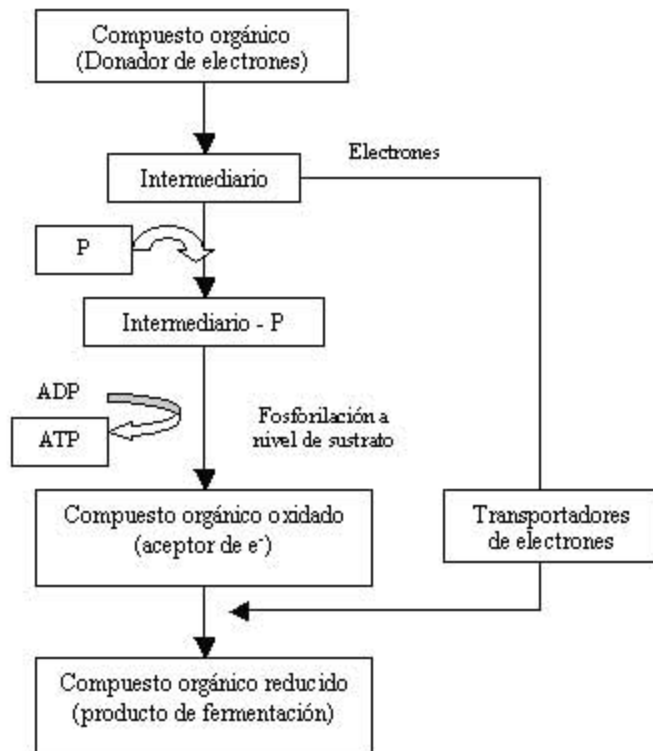 Compuesto orgánico
(Donador de electrones)
Electrones
Intermediario
P
Intermediario - P
ADP
ATP
Fosforilación a
nivel de sustrato
Compuesto orgánico oxidado
(aceptor de e⁻)
Transportadores
de electrones
Compuesto orgánico reducido
(producto de fermentación)